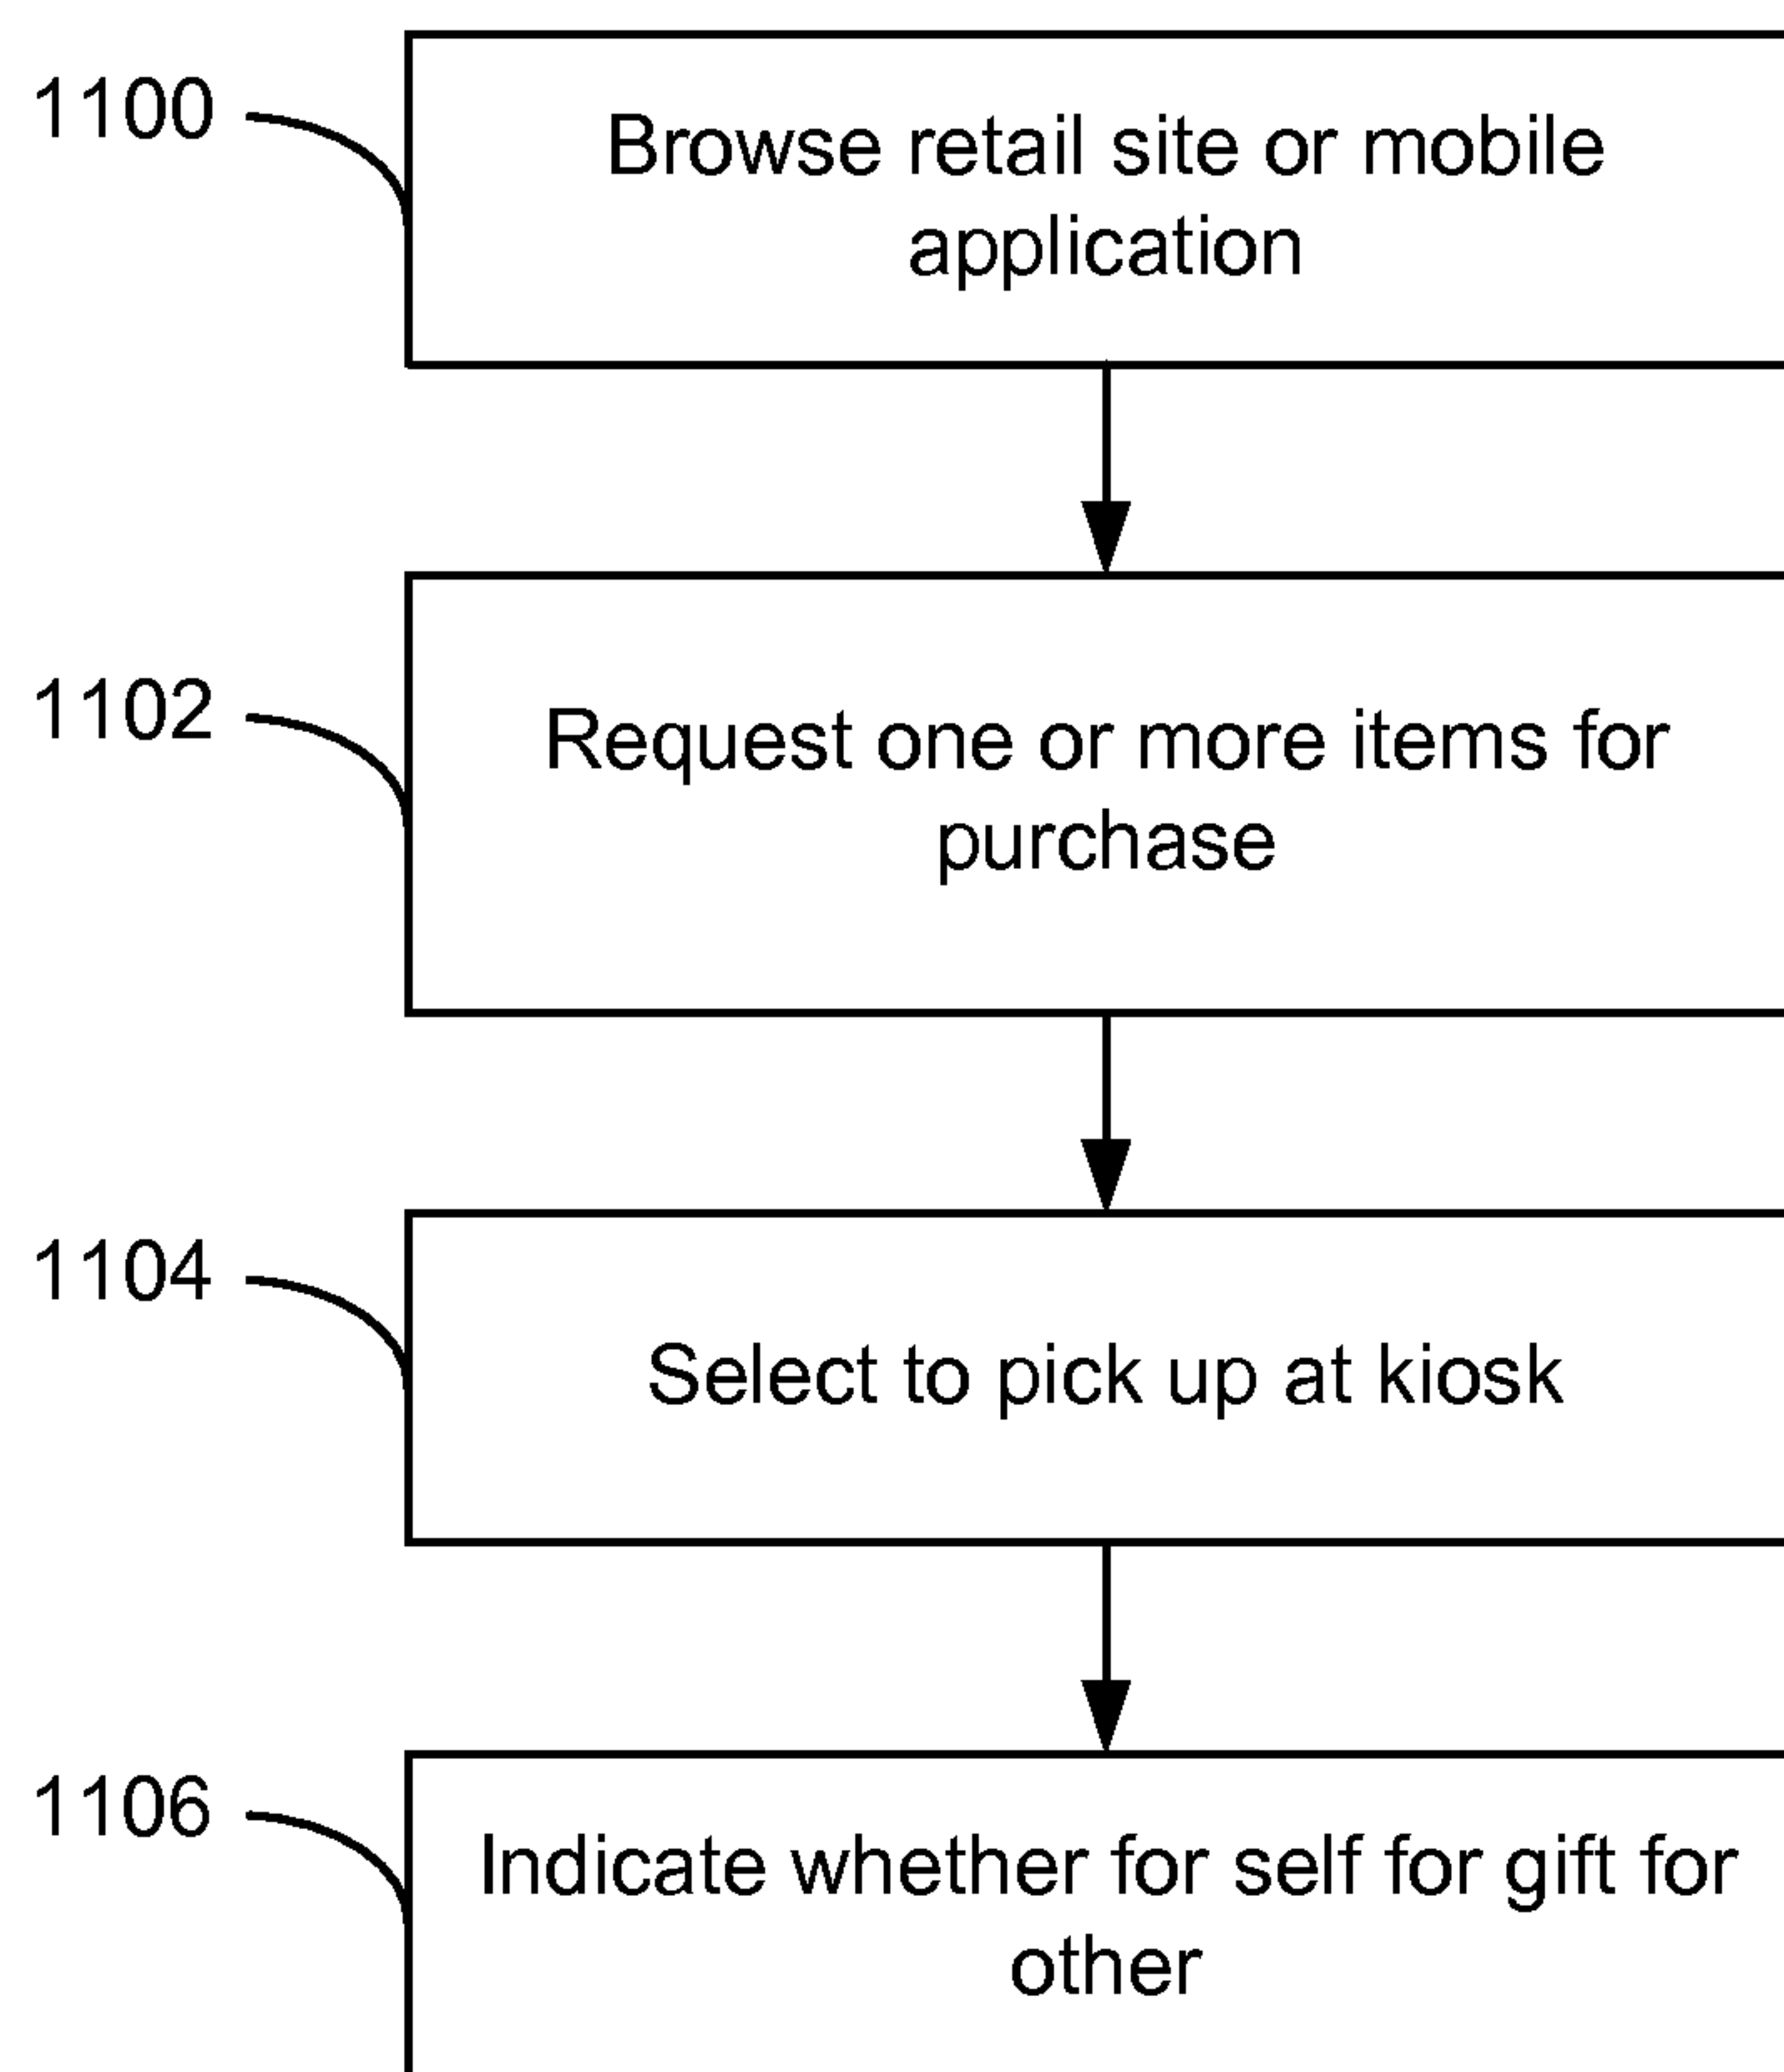 1100
Browse retail site or mobile
application
1102
Request one or more items for
purchase
1104
Select to pick up at kiosk
1106
Indicate whether for self for gift for
other